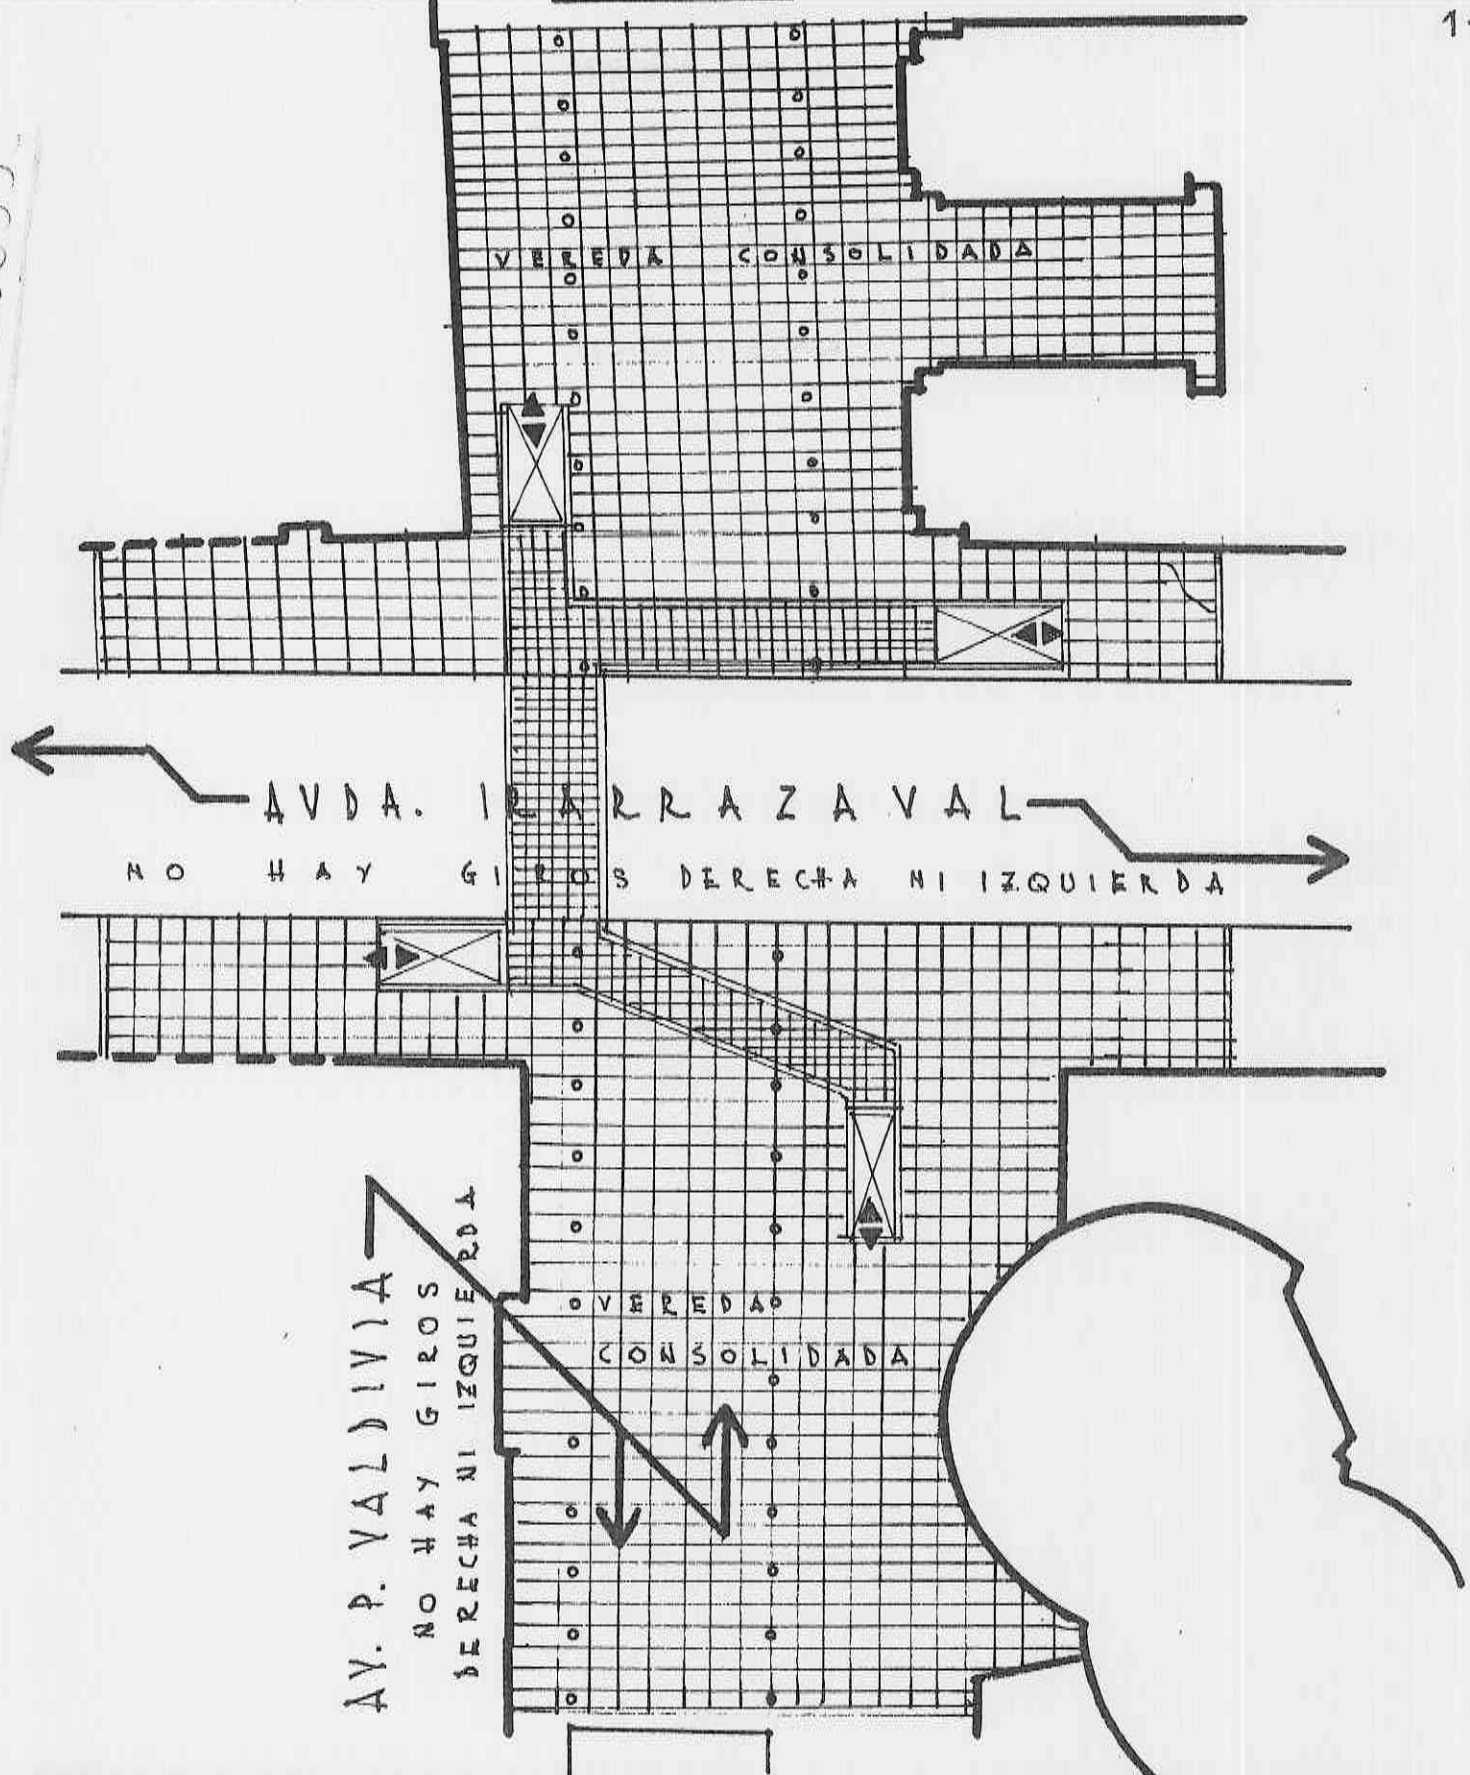 VEREDA CONSOLIDADA
AVDA. IRARRAZAVAL
NO HAY GIROS DERECHA NI IZQUIERDA
AV. P. VALDIVIA
NO HAY GIROS
DERECHA NI IZQUIERDA
VEREDA
CONSOLIDADA